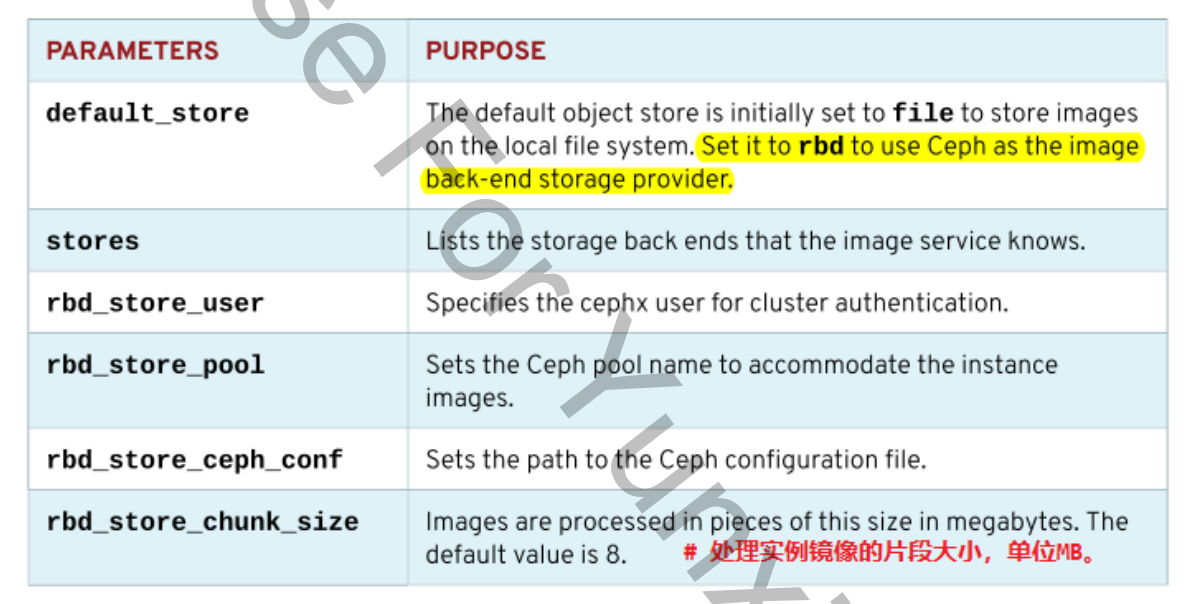 PARAMETERS PURPOSE
default_store The default object store is initially set to file to store images
on the local file system. Set it to rbd to use Ceph as the image
back-end storage provider.
stores Lists the storage back ends that the image service knows.
rbd_store_user Specifies the cephx user for cluster authentication.
rbd_store_pool Sets the Ceph pool name to accommodate the instance
images.
rbd_store_ceph_conf Sets the path to the Ceph configuration file.
rbd_store_chunk_size Images are processed in pieces of this size in megabytes. The
default value is 8. # 处理实例镜像的片段大小，单位MB。
For